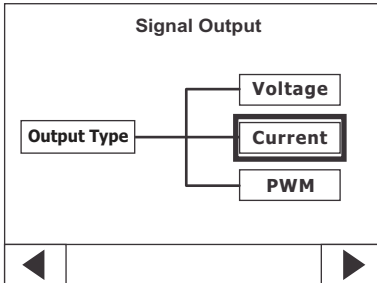 Signal Output
Voltage
Output Type
Current
PWM